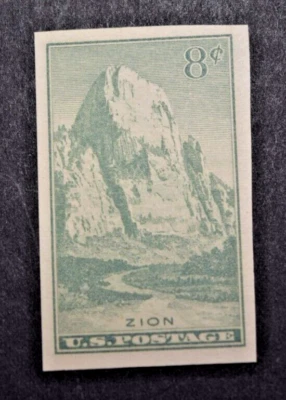 8¢
ZION
U.S. POSTAGE